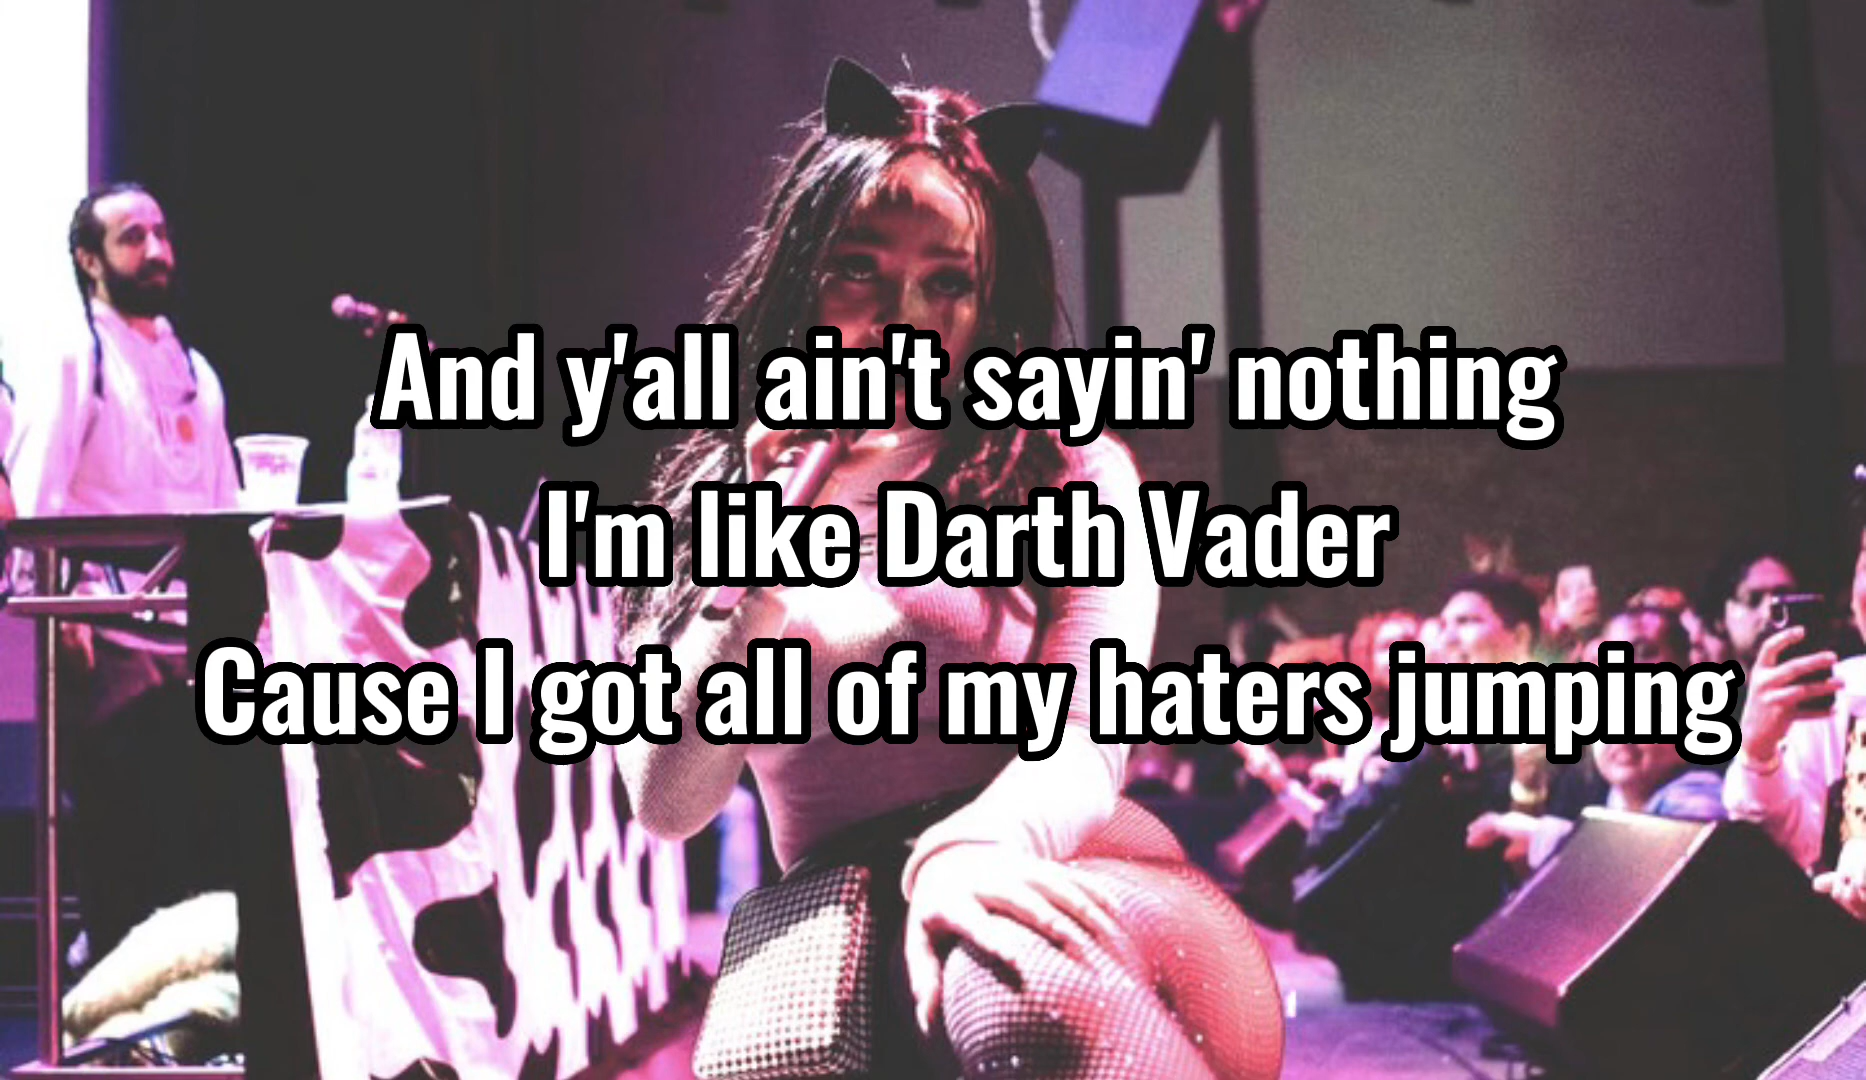 And y'all ain't sayin' nothing
I'm like Darth Vader
Cause I got all of my haters jumping